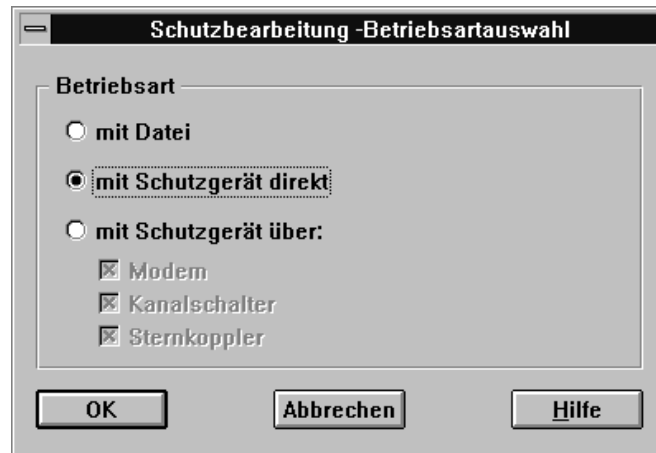 Schutzbearbeitung -Betriebsartauswahl
Betriebsart
mit Datei
mit Schutzgerät direkt
mit Schutzgerät über:
Modem
Kanalschalter
Sternkoppler
OK Abbrechen Hilfe